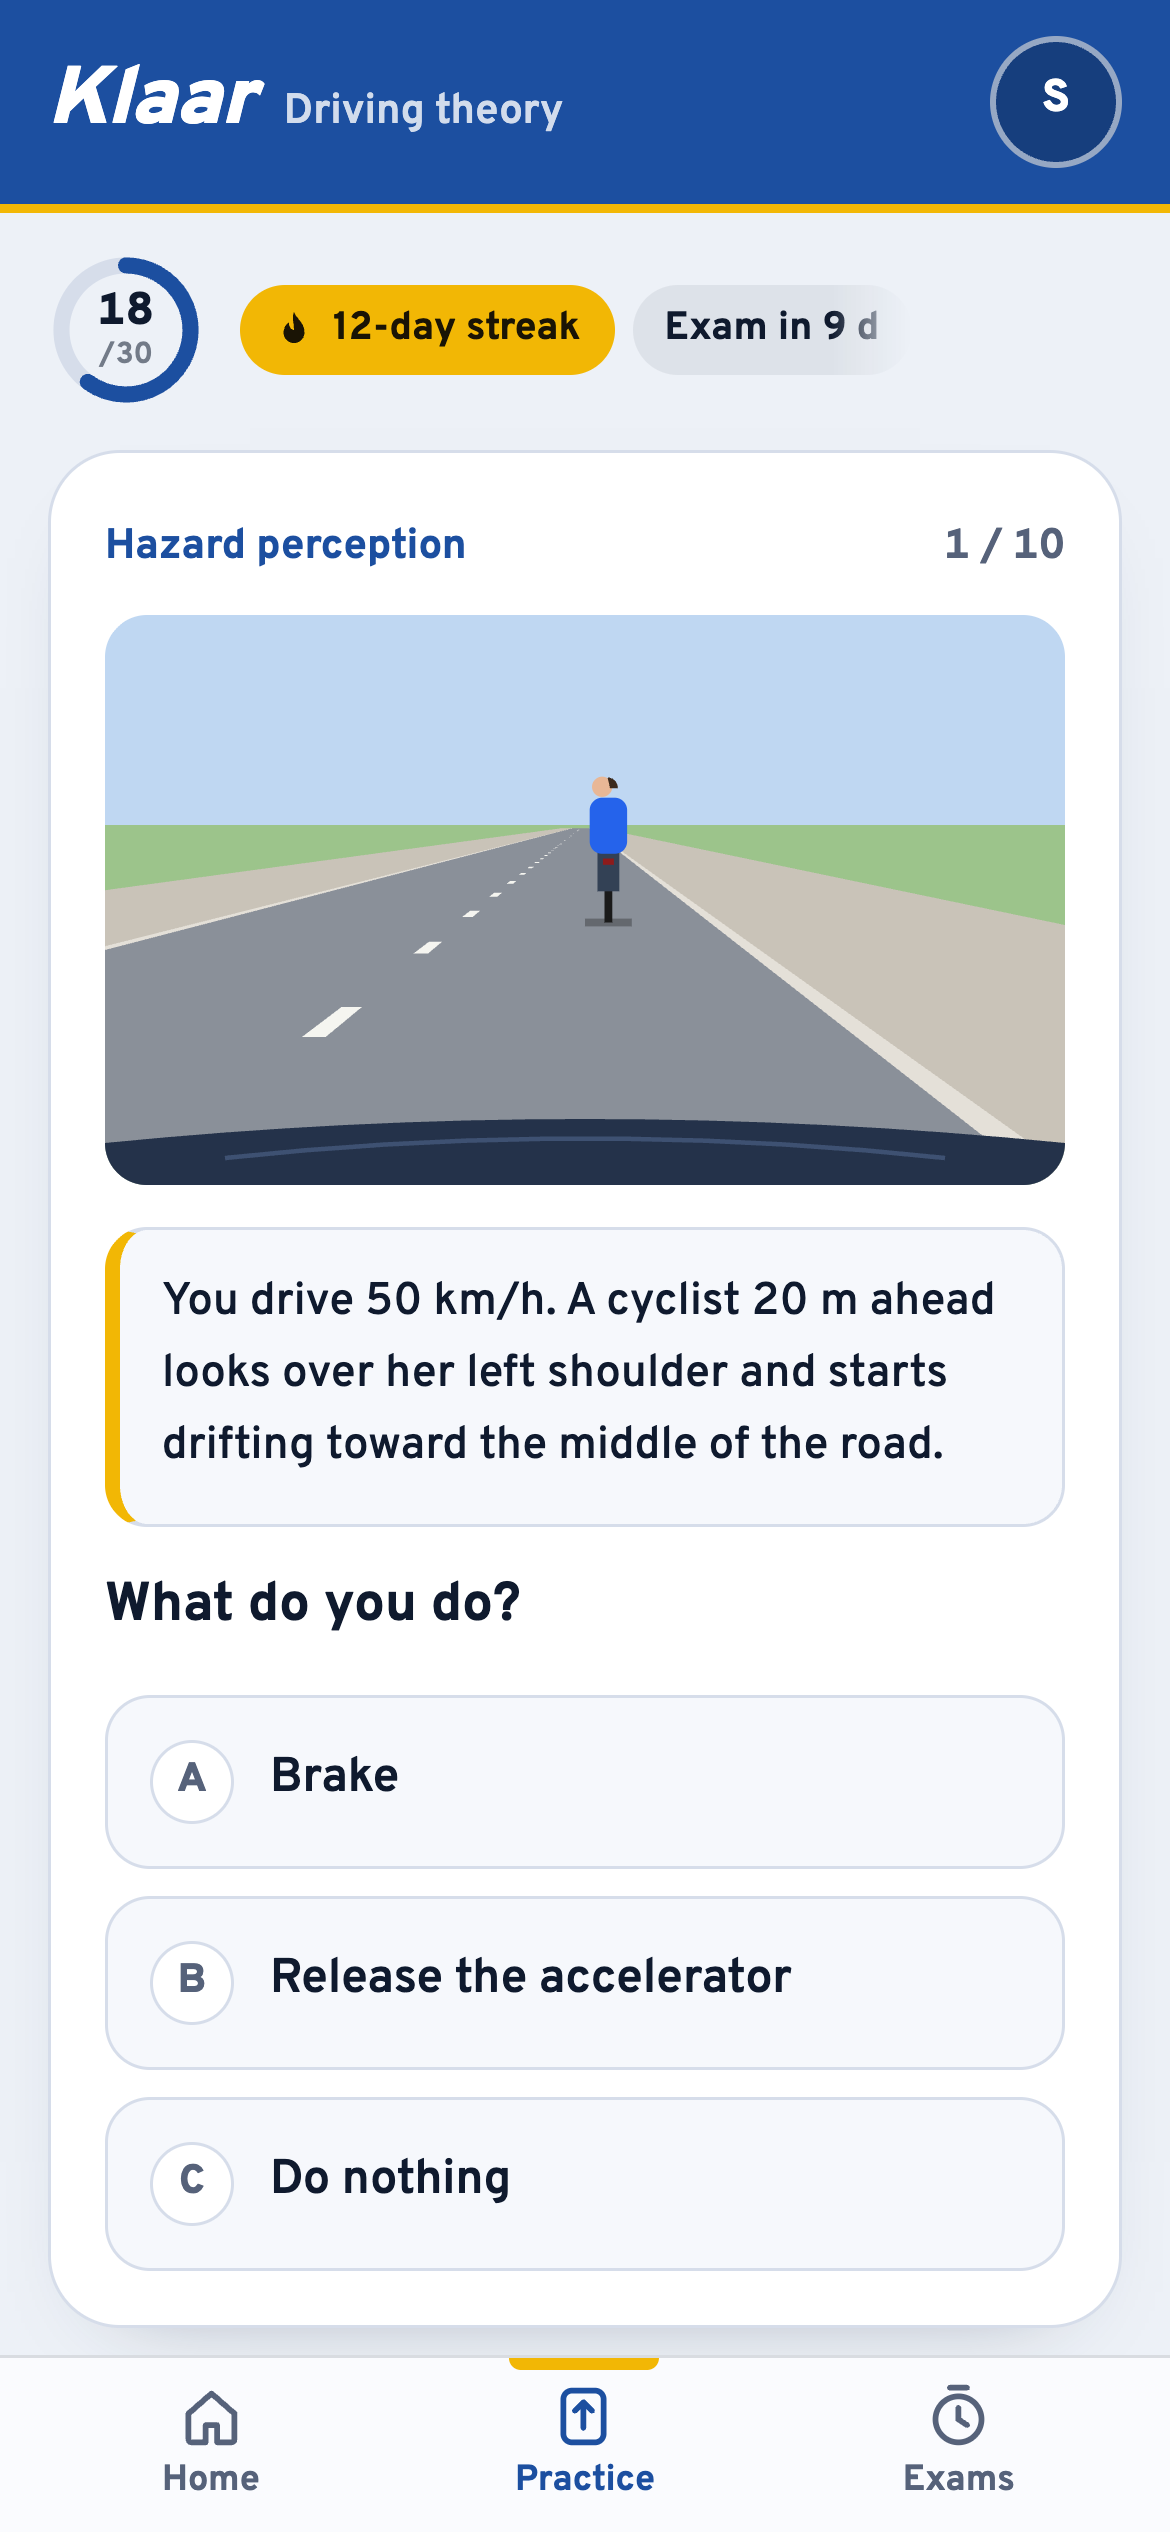 Klaar Driving theory
S
18
/30
12-day streak
Exam in 9 d
Hazard perception
1 / 10
You drive 50 km/h. A cyclist 20 m ahead
looks over her left shoulder and starts
drifting toward the middle of the road.
What do you do?
A Brake
B Release the accelerator
C Do nothing
Home
Practice
Exams